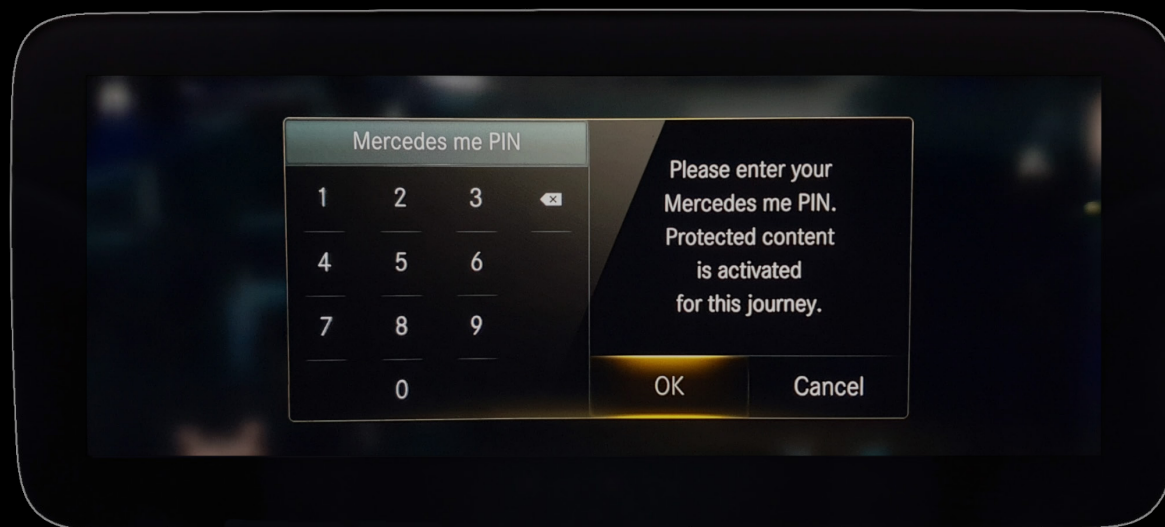 Mercedes me PIN
1 2 3
4 5 6
7 8 9
0
Please enter your
Mercedes me PIN.
Protected content
is activated
for this journey.
OK Cancel